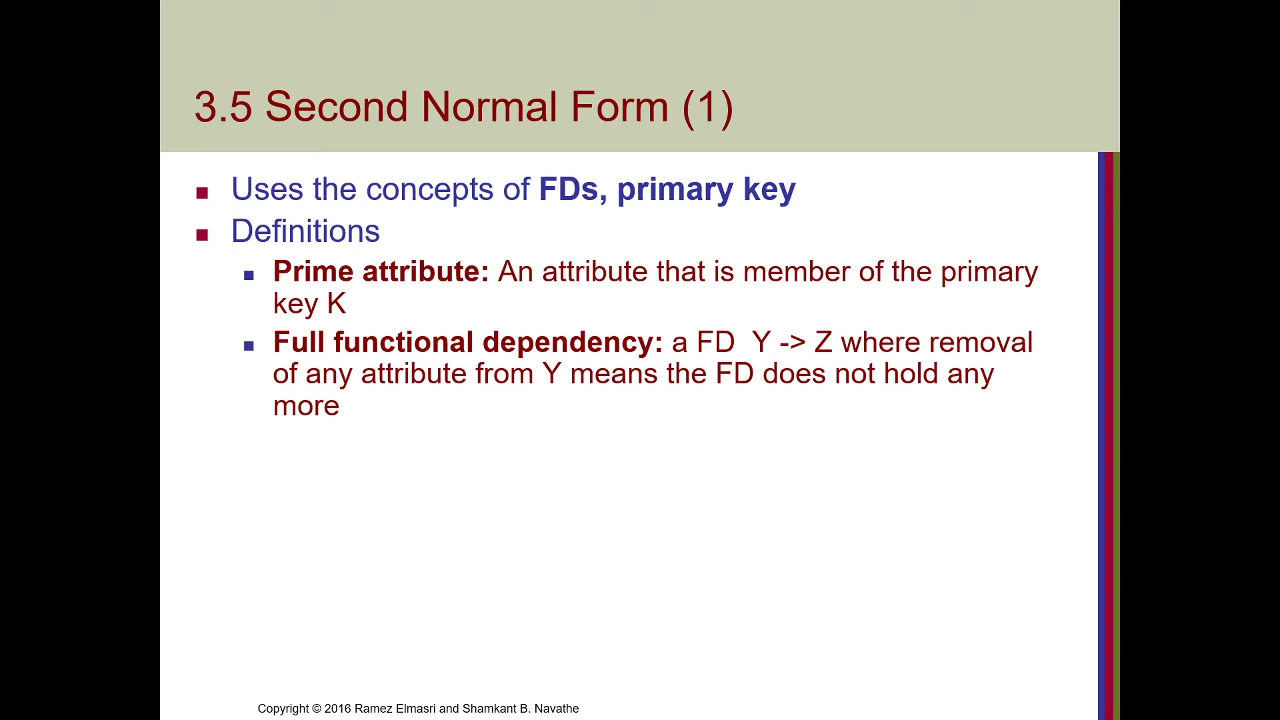 3.5 Second Normal Form (1)
Uses the concepts of FDs, primary key
Definitions
Prime attribute: An attribute that is member of the primary
key K
Full functional dependency: a FD  Y -> Z where removal
of any attribute from Y means the FD does not hold any
more
Copyright © 2016 Ramez Elmasri and Shamkant B. Navathe